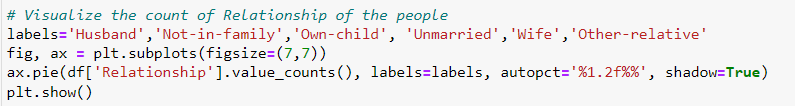 # Visualize the count of Relationship of the people
labels='Husband','Not-in-family','Own-child', 'Unmarried','Wife','Other-relative'
fig, ax = plt.subplots(figsize=(7,7))
ax.pie(df['Relationship'].value_counts(), labels=labels, autopct='%1.2f%%', shadow=True)
plt.show()